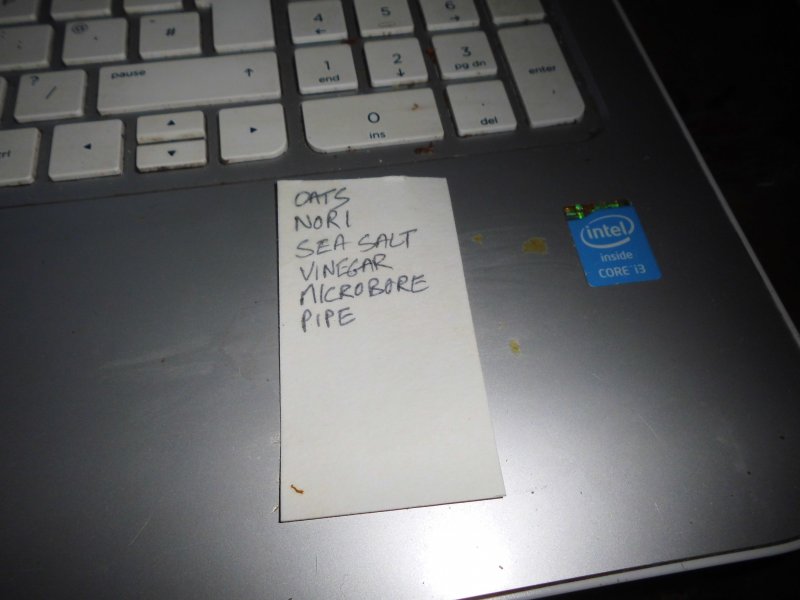 4 5 6
1 2 3
end pg dn enter
pause
0
ins del
? /
@ #
ctrl
OATS
NORI
SEA SALT
VINEGAR
MICROBORE
PIPE
intel
inside
CORE i3